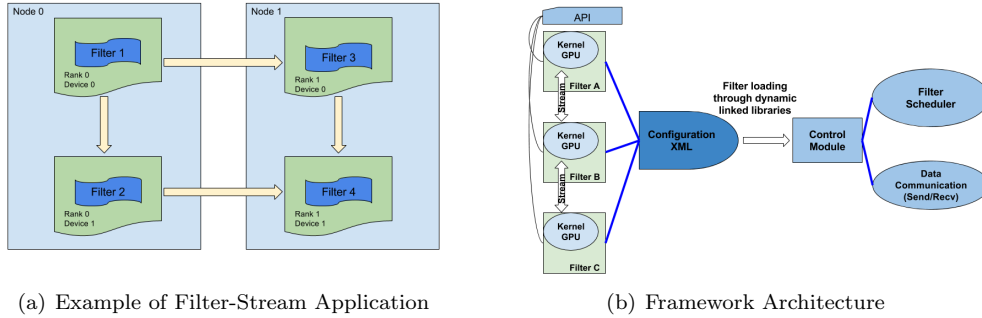 Node 0
Filter 1
Rank 0
Device 0
Filter 2
Rank 0
Device 1
Node 1
Filter 3
Rank 1
Device 0
Filter 4
Rank 1
Device 1
(a) Example of Filter-Stream Application
API
Kernel
GPU
Filter A
Stream
Kernel
GPU
Filter B
Stream
Kernel
GPU
Filter C
Configuration
XML
Filter loading
through dynamic
linked libraries
Control
Module
Filter
Scheduler
Data
Communication
(Send/Recv)
(b) Framework Architecture